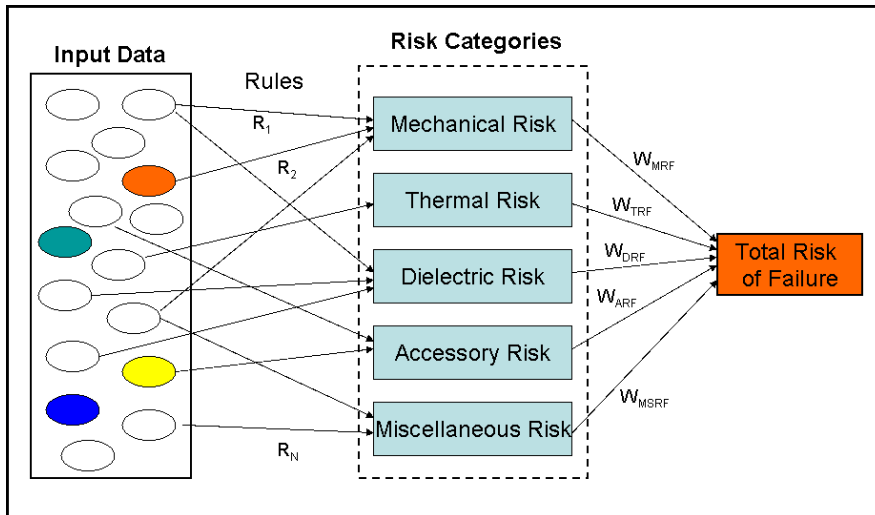 Input Data
Rules
Risk Categories
R1
R2
RN
Mechanical Risk
Thermal Risk
Dielectric Risk
Accessory Risk
Miscellaneous Risk
WMRF
WTRF
WDRF
WARF
WMSRF
Total Risk
of Failure